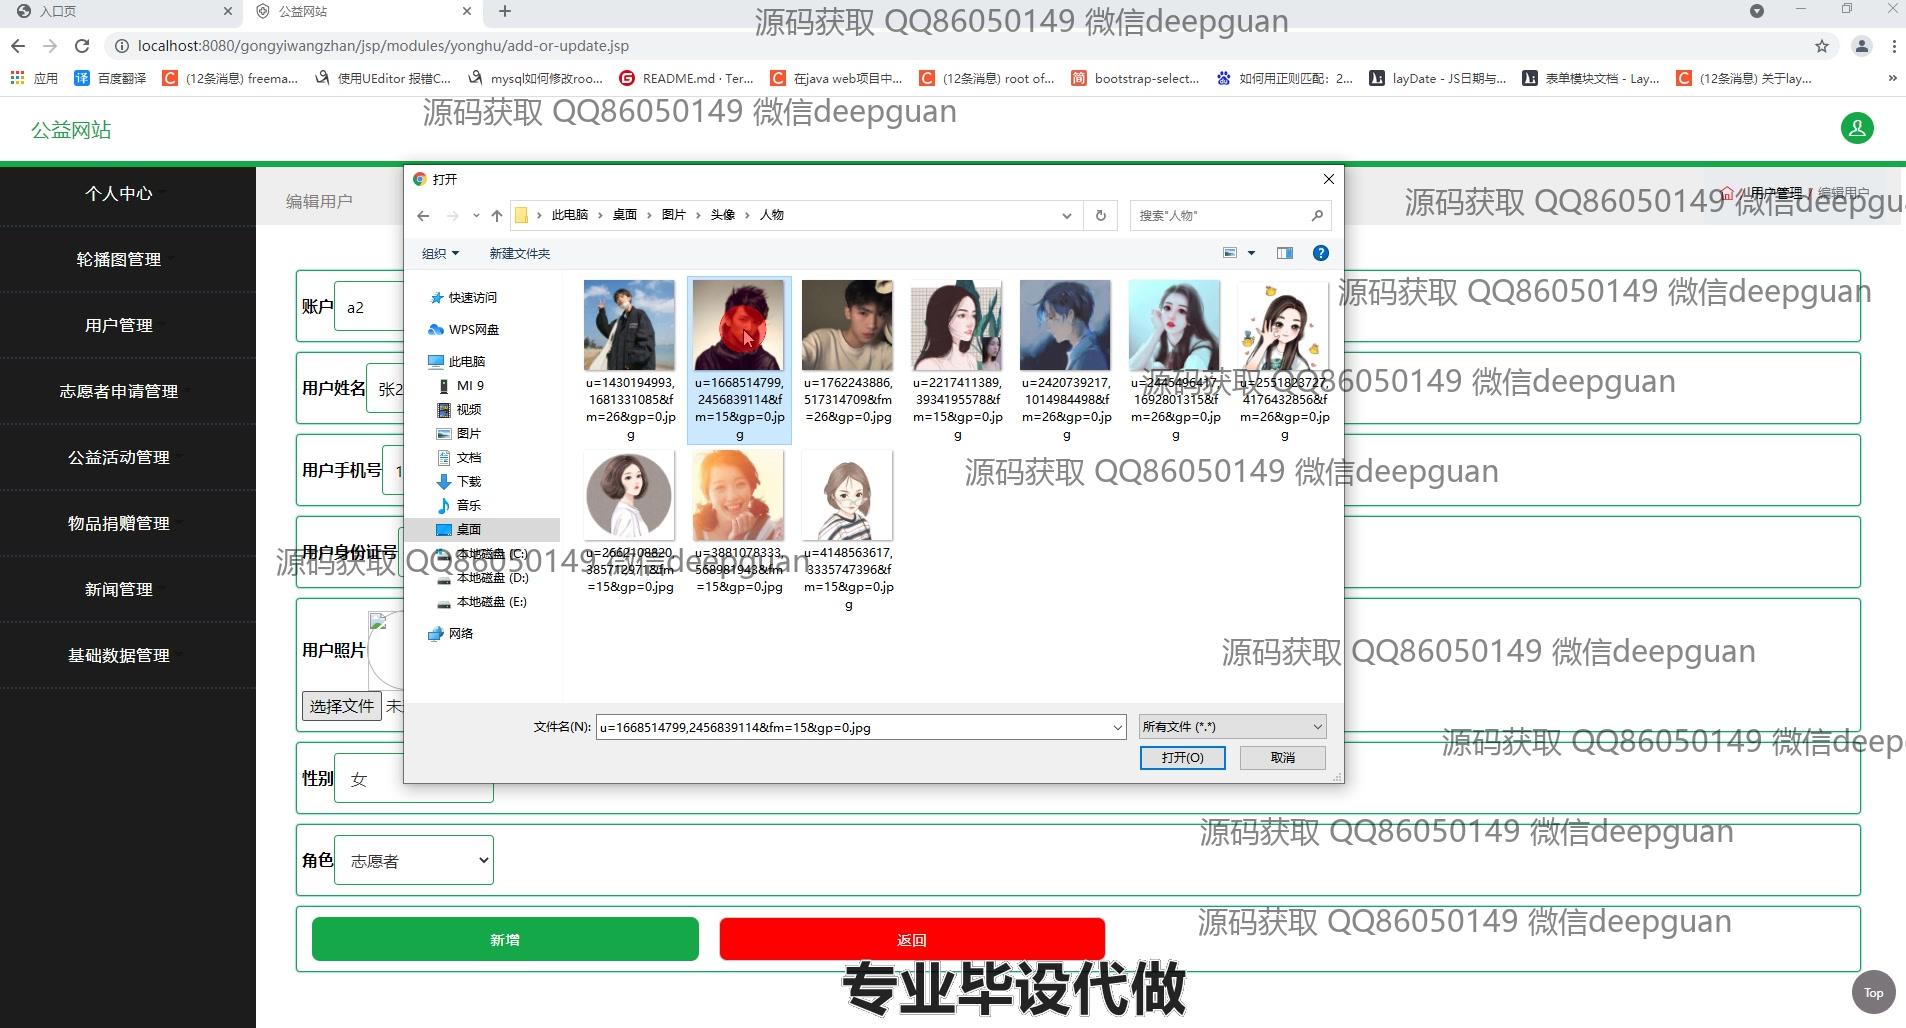 入口页
公益网站
源码获取 QQ86050149 微信deepguan
localhost:8080/gongyiwangzhan/jsp/modules/yonghu/add-or-update.jsp
应用
百度翻译
(12条消息) freema...
使用UEditor 报错C...
mysql如何修改roo...
README.md · Ter...
在java web项目中...
(12条消息) root of...
bootstrap-select...
如何用正则匹配：2...
layDate - JS日期与...
表单模块文档 - Lay...
(12条消息) 关于lay...
»
源码获取 QQ86050149 微信deepguan
公益网站
个人中心
轮播图管理
用户管理
志愿者申请管理
公益活动管理
物品捐赠管理
新闻管理
基础数据管理
编辑用户
用户管理 / 编辑用户
源码获取 QQ86050149 微信deepgu
打开
此电脑 › 桌面 › 图片 › 头像 › 人物
搜索"人物"
组织
新建文件夹
快速访问
WPS网盘
此电脑
MI 9
视频
图片
文档
下载
音乐
桌面
本地磁盘 (C:)
本地磁盘 (D:)
本地磁盘 (E:)
网络
u=1430194993,
1681331085&f
m=26&gp=0.jp
g
u=1668514799,
2456839114&f
m=15&gp=0.jp
g
u=1762243886,
517314709&fm
=26&gp=0.jpg
u=2217411389,
3934195578&f
m=15&gp=0.jp
g
u=2420739217,
1014984498&f
m=26&gp=0.jp
g
u=2445496417,
1692801315&f
m=26&gp=0.jp
g
u=2551823727,
4176432856&f
m=26&gp=0.jp
g
u=2662108820,
385712971&fm
=15&gp=0.jpg
u=3881078333,
568981943&fm
=15&gp=0.jpg
u=4148563617,
3335747396&f
m=15&gp=0.jp
g
文件名(N):
u=1668514799,2456839114&fm=15&gp=0.jpg
所有文件 (*.*)
打开(O)
取消
源码获取 QQ86050149 微信deepguan
源码获取 QQ86050149 微信deepguan
源码获取 QQ86050149 微信deepguan
源码获取 QQ86050149 微信deepguan
源码获取 QQ86050149 微信deepguan
源码获取 QQ86050149 微信deep
源码获取 QQ86050149 微信deepguan
源码获取 QQ86050149 微信deepguan
账户
a2
用户姓名
张2
用户手机号
1
用户身份证号
用户照片
选择文件
未
性别
女
角色
志愿者
新增
返回
专业毕设代做
Top